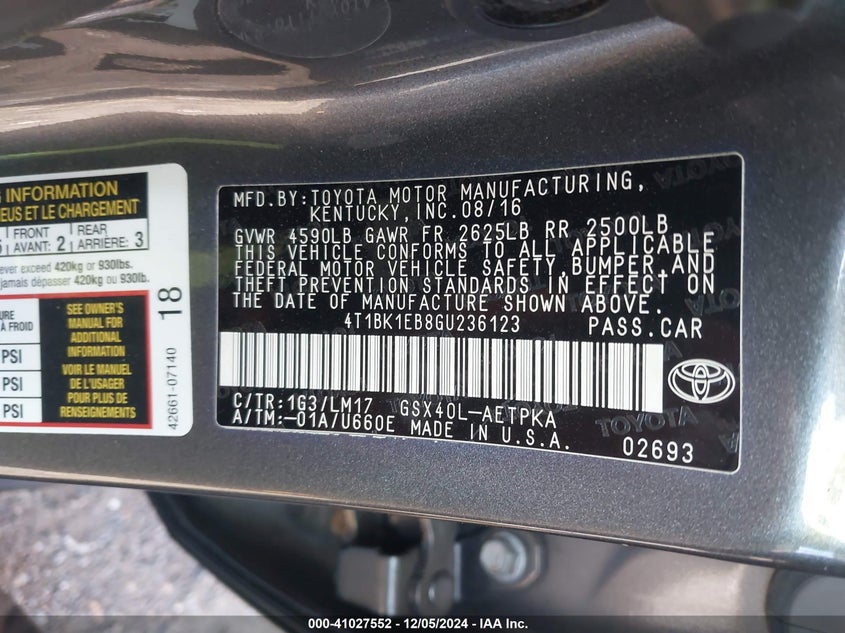 G INFORMATION
EUS ET LE CHARGEMENT
FRONT
AVANT: 2
REAR
ARRIÈRE: 3
ever exceed 420kg or 930lbs.
jamais dépasser 420kg ou 930lb.
URE
À FROID
PSI
PSI
PSI
SEE OWNER'S
MANUAL FOR
ADDITIONAL
INFORMATION
VOIR LE MANUEL
DE L'USAGER
POUR PLUS DE
RENSEIGNEMENTS
18
42661-07140
MFD.BY:TOYOTA MOTOR MANUFACTURING,
KENTUCKY, INC.08/16
GVWR 4590LB GAWR FR 2625LB RR 2500LB
THIS VEHICLE CONFORMS TO ALL APPLICABLE
FEDERAL MOTOR VEHICLE SAFETY,BUMPER,AND
THEFT PREVENTION STANDARDS IN EFFECT ON
THE DATE OF MANUFACTURE SHOWN ABOVE.
4T1BK1EB8GU236123 PASS.CAR
C/TR:1G3/LM17 GSX40L-AETPKA
A/TM:-01A/U660E MADE IN U.S.A.
02693
000-41027552 - 12/05/2024 - IAA Inc.